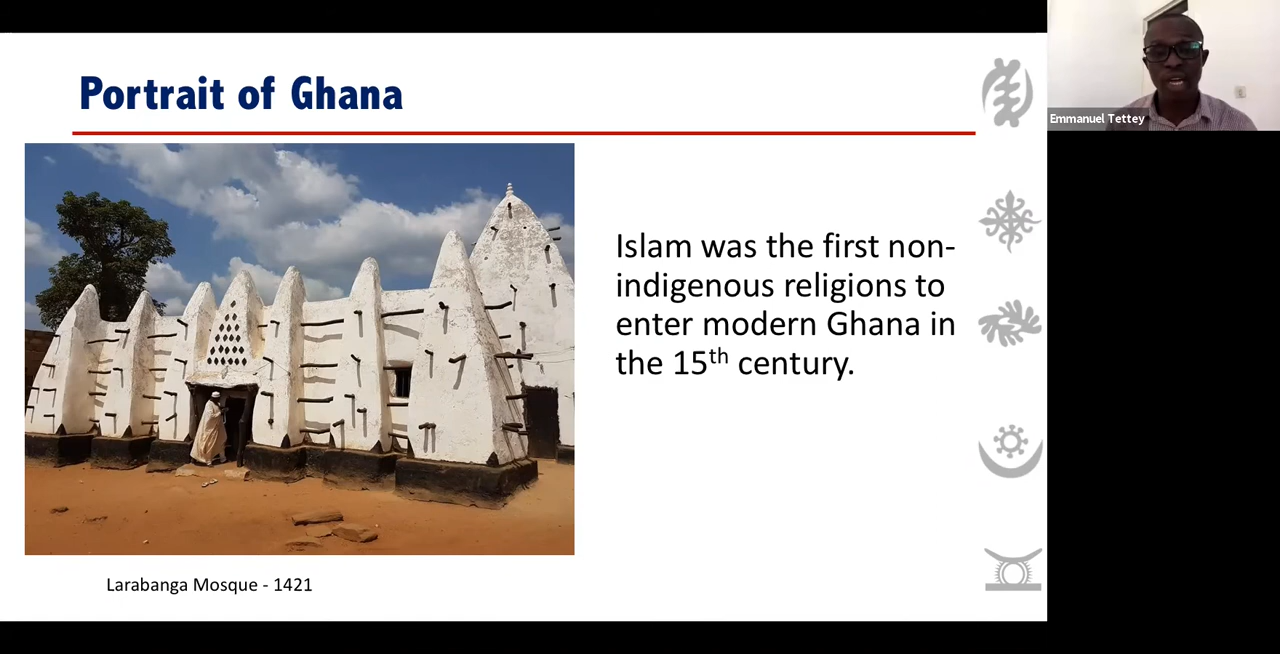 Portrait of Ghana
Islam was the first non-
indigenous religions to
enter modern Ghana in
the 15th century.
Larabanga Mosque - 1421
Emmanuel Tettey